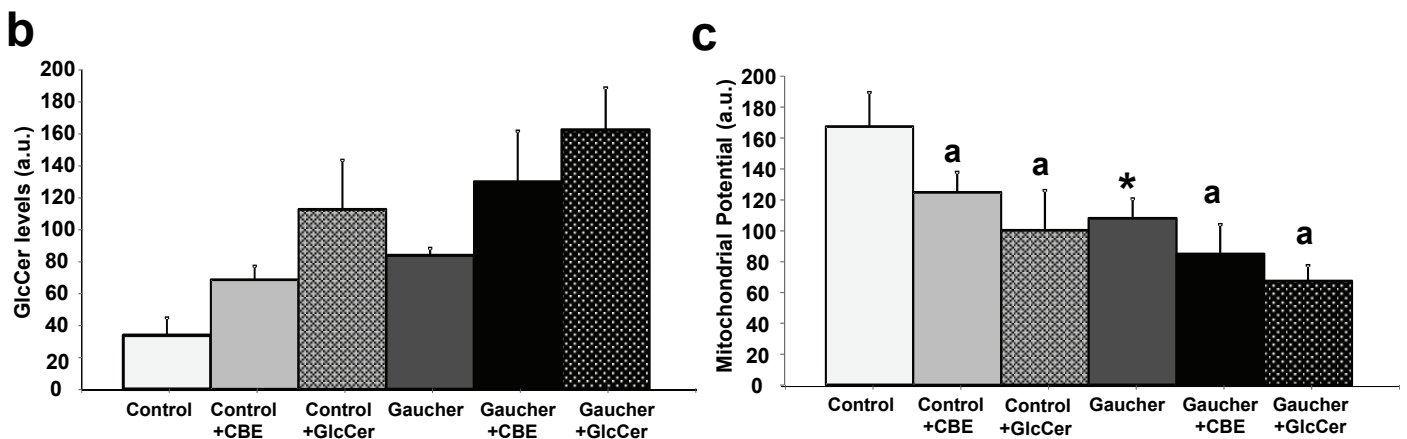 b
GlcCer levels (a.u.)
200
180
160
140
120
100
80
60
40
20
0
Control
Control
+CBE
Control
+GlcCer
Gaucher
Gaucher
+CBE
Gaucher
+GlcCer
c
Mitochondrial Potential (a.u.)
200
180
160
140
120
100
80
60
40
20
0
a
a
*
a
a
Control
Control
+CBE
Control
+GlcCer
Gaucher
Gaucher
+CBE
Gaucher
+GlcCer